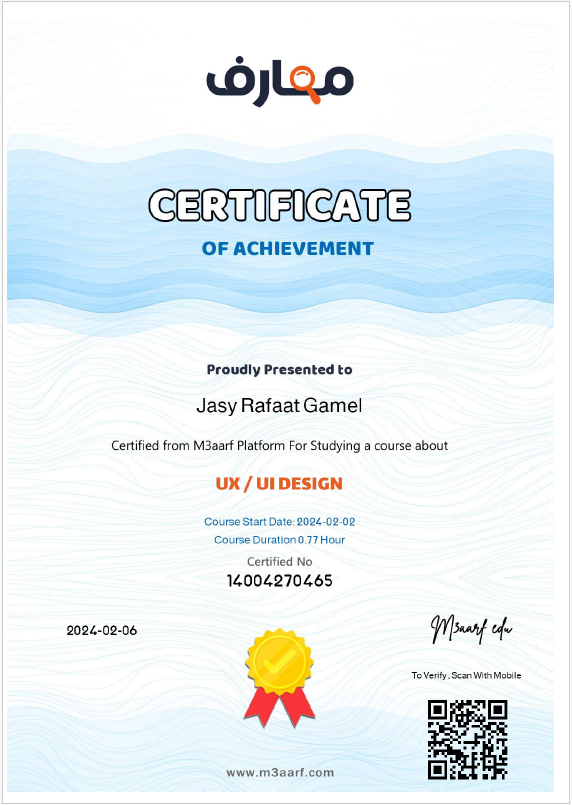 معارف
CERTIFICATE
OF ACHIEVEMENT
Proudly Presented to
Jasy Rafaat Gamel
Certified from M3aarf Platform For Studying a course about
UX / UI DESIGN
Course Start Date: 2024-02-02
Course Duration 0.77 Hour
Certified No
14004270465
2024-02-06
M3aarf edu
To Verify, Scan With Mobile
www.m3aarf.com